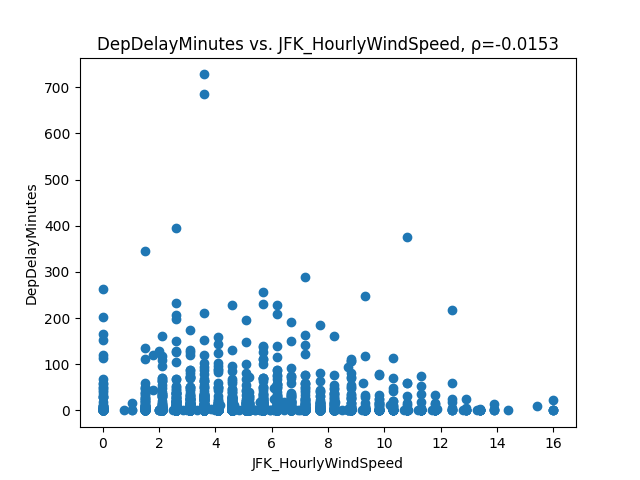 DepDelayMinutes vs. JFK_HourlyWindSpeed, ρ=-0.0153
700
600
500
400
300
200
100
0
DepDelayMinutes
0 2 4 6 8 10 12 14 16
JFK_HourlyWindSpeed